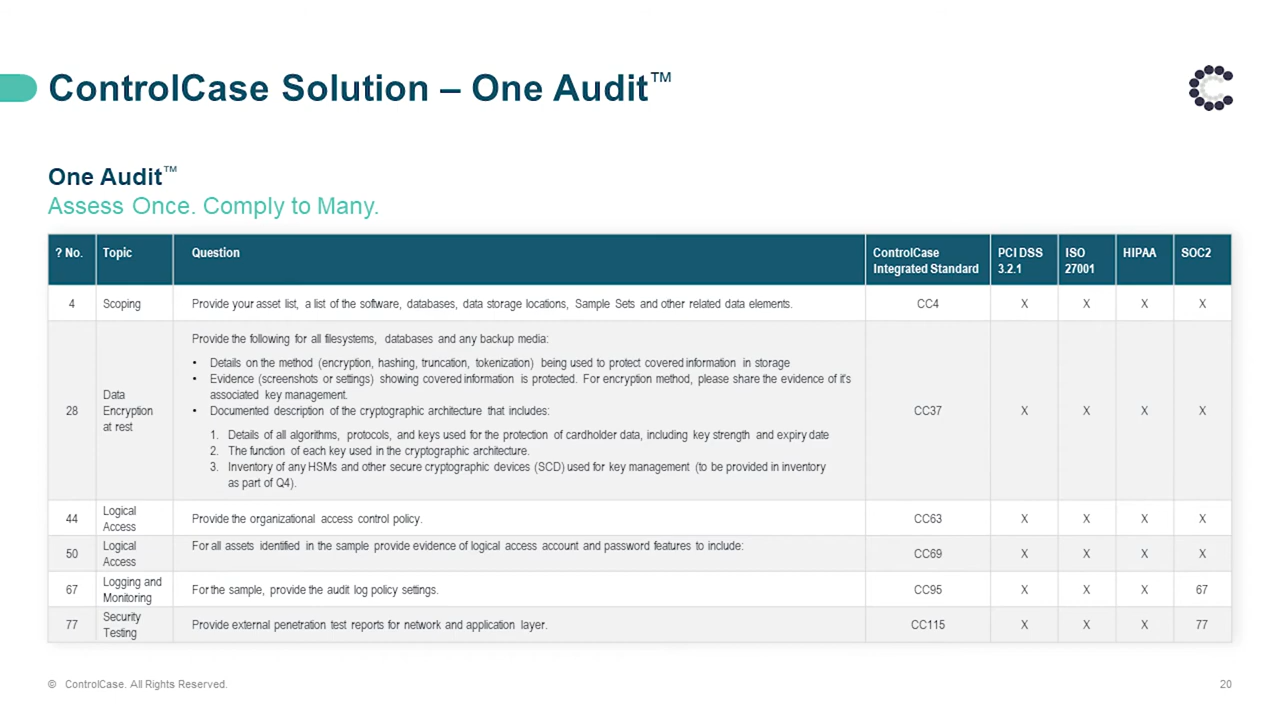 ControlCase Solution – One Audit™
One Audit™
Assess Once. Comply to Many.
? No. Topic Question ControlCase Integrated Standard PCI DSS 3.2.1 ISO 27001 HIPAA SOC2
4 Scoping Provide your asset list, a list of the software, databases, data storage locations, Sample Sets and other related data elements. CC4 X X X X
28 Data Encryption at rest Provide the following for all filesystems, databases and any backup media:
• Details on the method (encryption, hashing, truncation, tokenization) being used to protect covered information in storage
• Evidence (screenshots or settings) showing covered information is protected. For encryption method, please share the evidence of it's
associated key management.
• Documented description of the cryptographic architecture that includes:
1. Details of all algorithms, protocols, and keys used for the protection of cardholder data, including key strength and expiry date
2. The function of each key used in the cryptographic architecture.
3. Inventory of any HSMs and other secure cryptographic devices (SCD) used for key management (to be provided in inventory
as part of Q4).
CC37 X X X X
44 Logical Access Provide the organizational access control policy. CC63 X X X X
50 Logical Access For all assets identified in the sample provide evidence of logical access account and password features to include: CC69 X X X X
67 Logging and Monitoring For the sample, provide the audit log policy settings. CC95 X X X 67
77 Security Testing Provide external penetration test reports for network and application layer. CC115 X X X 77
© ControlCase. All Rights Reserved.
20